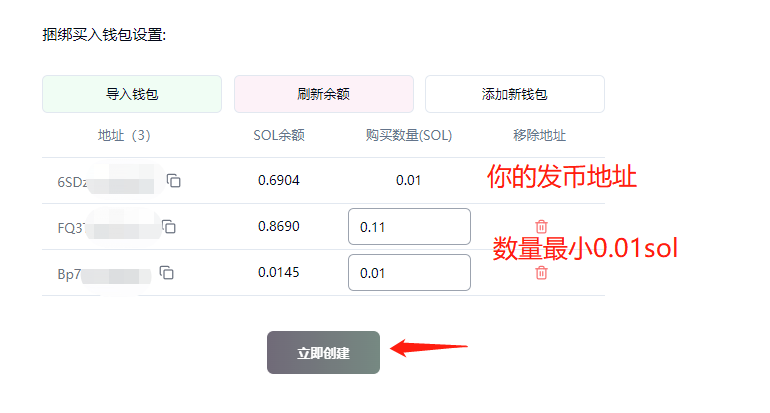 捆绑买入钱包设置:
导入钱包 刷新余额 添加新钱包
地址（3） SOL余额 购买数量(SOL) 移除地址
6SDz 0.6904 0.01 你的发币地址
FQ3 0.8690 0.11
数量最小0.01sol
Bp7 0.0145 0.01
立即创建